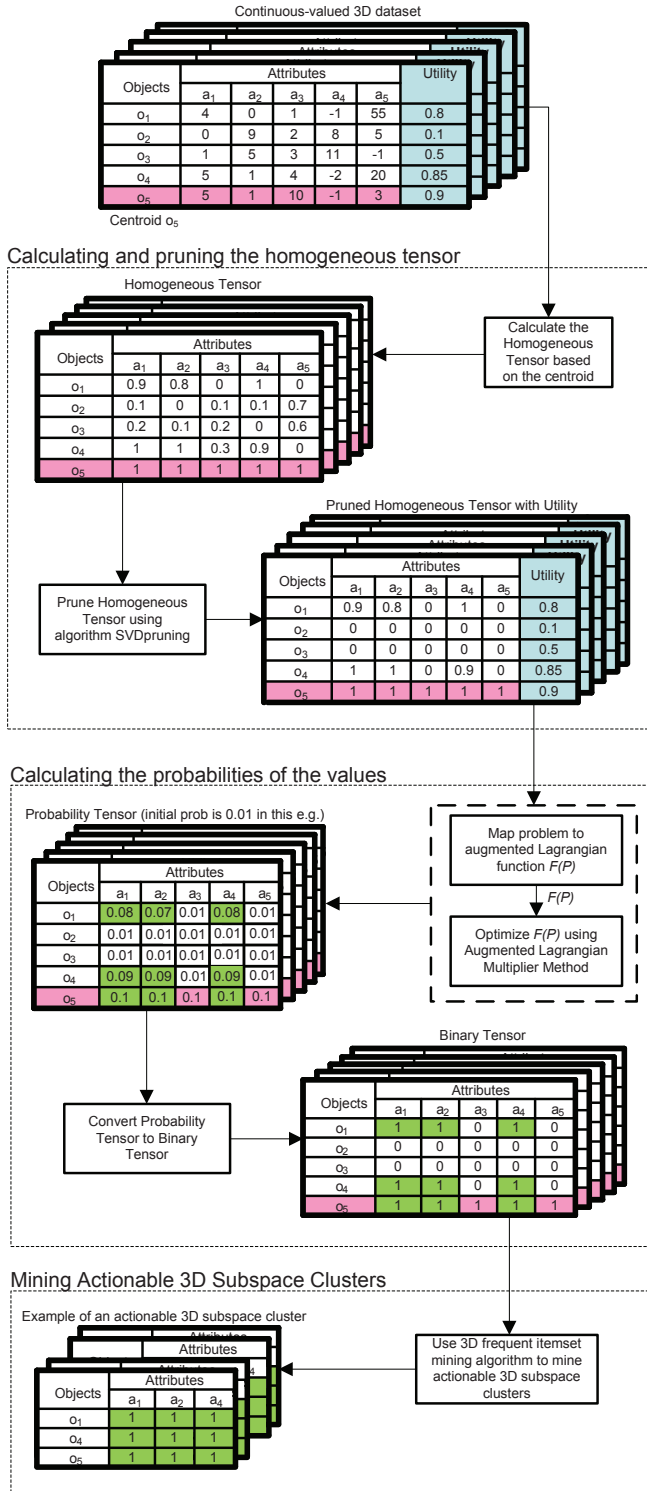 Continuous-valued 3D dataset
Attributes
Utility
Attributes
Utility
Objects Attributes Utility
a1 a2 a3 a4 a5
o1 4 0 1 -1 55 0.8
o2 0 9 2 8 5 0.1
o3 1 5 3 11 -1 0.5
o4 5 1 4 -2 20 0.85
o5 5 1 10 -1 3 0.9
Centroid o5
Calculating and pruning the homogeneous tensor
Homogeneous Tensor
Objects Attributes
a1 a2 a3 a4 a5
o1 0.9 0.8 0 1 0
o2 0.1 0 0.1 0.1 0.7
o3 0.2 0.1 0.2 0 0.6
o4 1 1 0.3 0.9 0
o5 1 1 1 1 1
Calculate the
Homogeneous
Tensor based
on the centroid
Pruned Homogeneous Tensor with Utility
Attributes
Utility
Attributes
Utility
Objects Attributes Utility
a1 a2 a3 a4 a5
o1 0.9 0.8 0 1 0 0.8
o2 0 0 0 0 0 0.1
o3 0 0 0 0 0 0.5
o4 1 1 0 0.9 0 0.85
o5 1 1 1 1 1 0.9
Prune Homogeneous
Tensor using
algorithm SVDpruning
Calculating the probabilities of the values
Probability Tensor (initial prob is 0.01 in this e.g.)
Objects Attributes
a1 a2 a3 a4 a5
o1 0.08 0.07 0.01 0.08 0.01
o2 0.01 0.01 0.01 0.01 0.01
o3 0.01 0.01 0.01 0.01 0.01
o4 0.09 0.09 0.01 0.09 0.01
o5 0.1 0.1 0.1 0.1 0.1
Map problem to
augmented Lagrangian
function F(P)
F(P)
Optimize F(P) using
Augmented Lagrangian
Multiplier Method
Convert Probability
Tensor to Binary
Tensor
Binary Tensor
Objects Attributes
a1 a2 a3 a4 a5
o1 1 1 0 1 0
o2 0 0 0 0 0
o3 0 0 0 0 0
o4 1 1 0 1 0
o5 1 1 1 1 1
Mining Actionable 3D Subspace Clusters
Example of an actionable 3D subspace cluster
Attributes
Attributes
Attributes
Objects Attributes
a1 a2 a4
o1 1 1 1
o4 1 1 1
o5 1 1 1
Use 3D frequent itemset
mining algorithm to mine
actionable 3D subspace
clusters